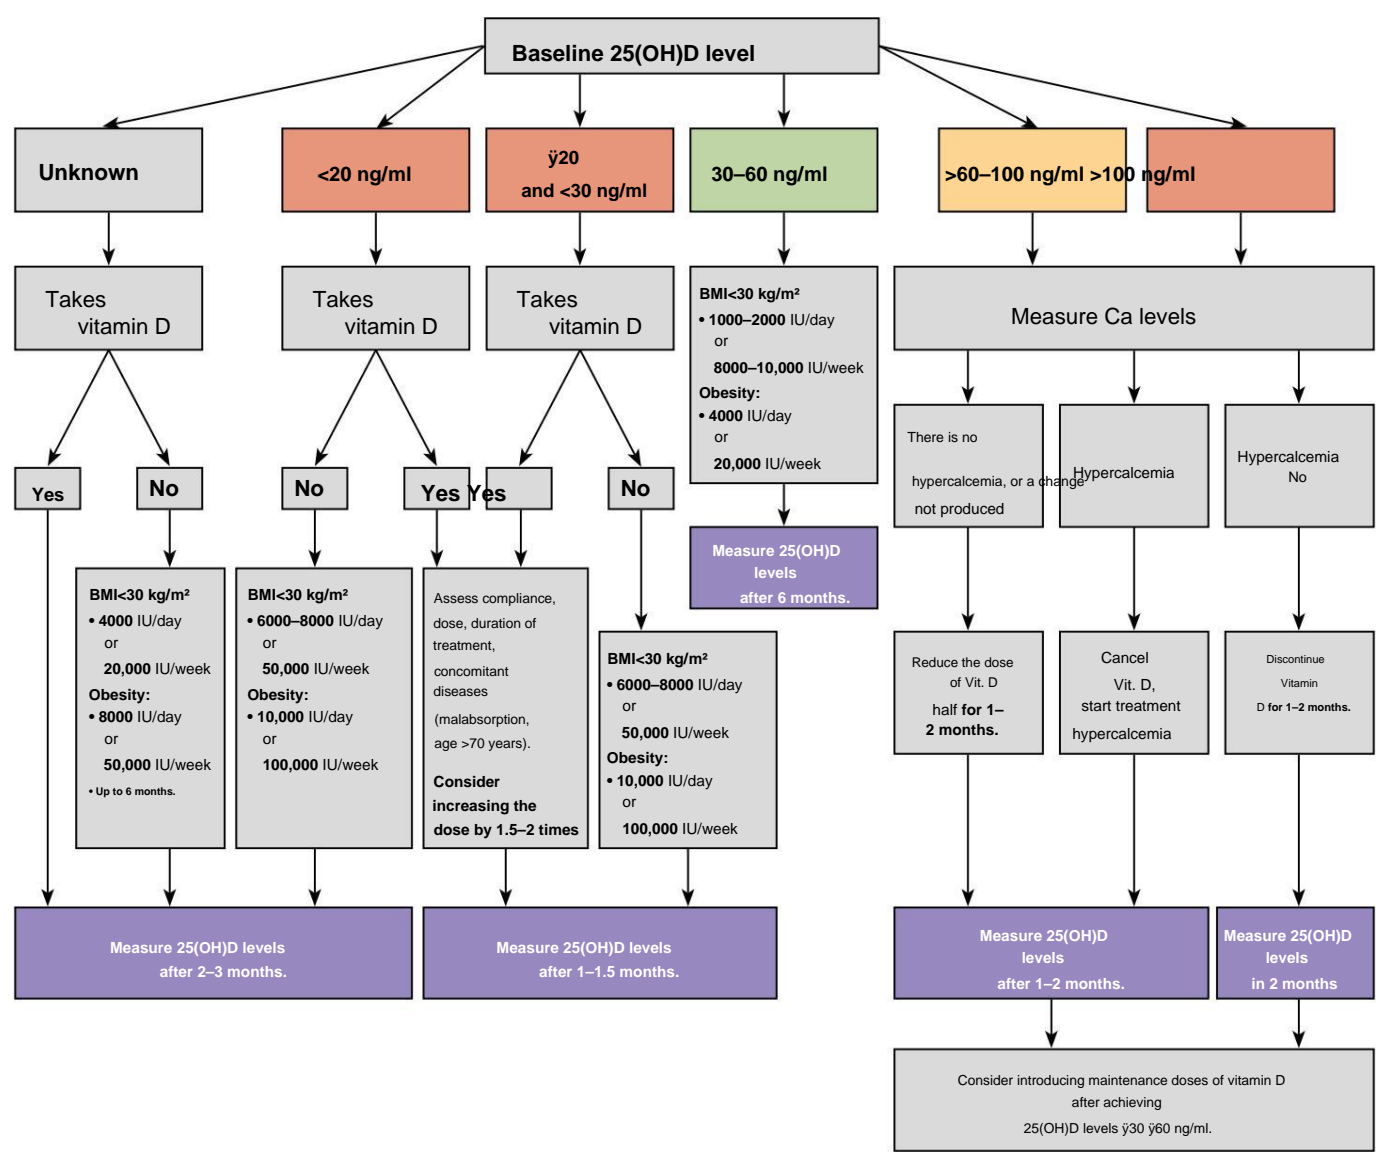 Baseline 25(OH)D level
Unknown
<20 ng/ml
ÿ20
and <30 ng/ml
30–60 ng/ml
>60–100 ng/ml >100 ng/ml
Takes
vitamin D
Takes
vitamin D
Takes
vitamin D
BMI<30 kg/m²
• 1000–2000 IU/day
or
8000–10,000 IU/week
Obesity:
• 4000 IU/day
or
20,000 IU/week
Measure Ca levels
There is no
hypercalcemia, or a change
not produced
Hypercalcemia
Hypercalcemia
No
Yes
No
No
Yes Yes
No
Measure 25(OH)D
levels
after 6 months.
BMI<30 kg/m²
• 4000 IU/day
or
20,000 IU/week
Obesity:
• 8000 IU/day
or
50,000 IU/week
• Up to 6 months.
BMI<30 kg/m²
• 6000–8000 IU/day
or
50,000 IU/week
Obesity:
• 10,000 IU/day
or
100,000 IU/week
Assess compliance,
dose, duration of
treatment,
concomitant
diseases
(malabsorption,
age >70 years).
Consider
increasing the
dose by 1.5–2 times
BMI<30 kg/m²
• 6000–8000 IU/day
or
50,000 IU/week
Obesity:
• 10,000 IU/day
or
100,000 IU/week
Reduce the dose
of Vit. D
half for 1–
2 months.
Cancel
Vit. D,
start treatment
hypercalcemia
Discontinue
Vitamin
D for 1–2 months.
Measure 25(OH)D levels
after 2–3 months.
Measure 25(OH)D levels
after 1–1.5 months.
Measure 25(OH)D
levels
after 1–2 months.
Measure 25(OH)D
levels
in 2 months
Consider introducing maintenance doses of vitamin D
after achieving
25(OH)D levels ÿ30 ÿ60 ng/ml.